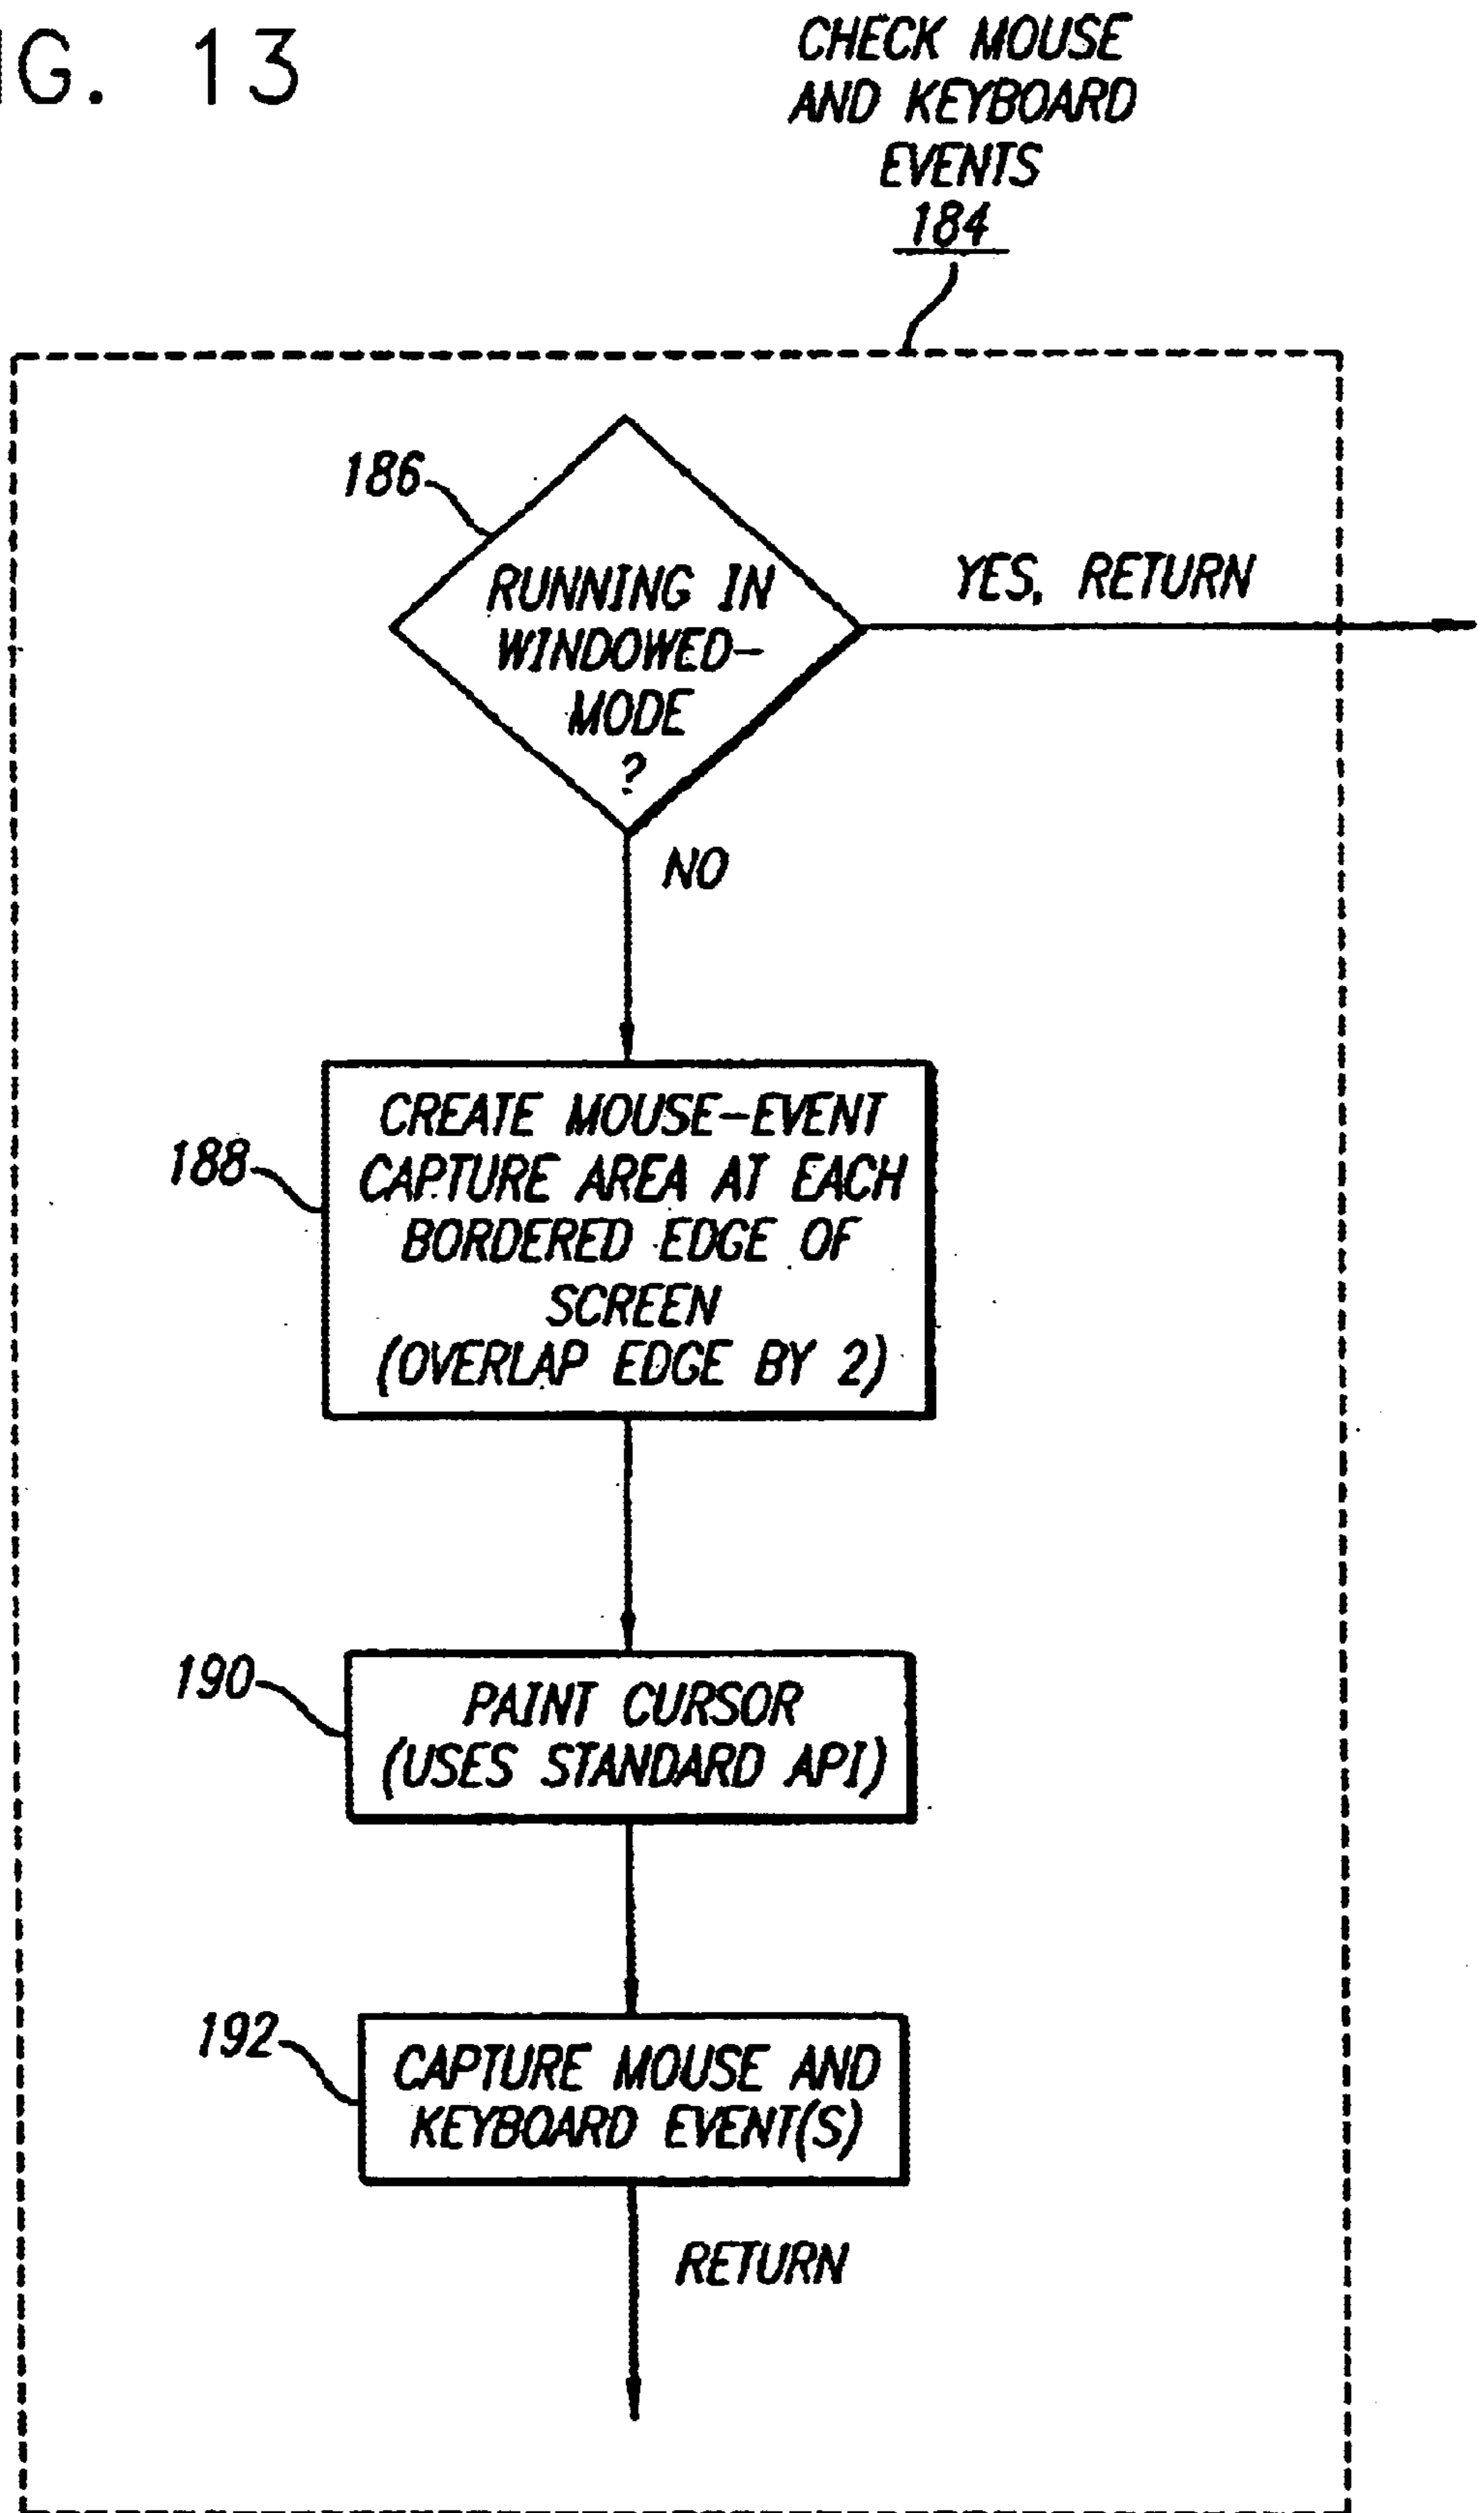 IG. 13
CHECK MOUSE
AND KEYBOARD
EVENTS
184
186
RUNNING IN
WINDOWED-
MODE
?
YES, RETURN
NO
188
CREATE MOUSE-EVENT
CAPTURE AREA AT EACH
BORDERED EDGE OF
SCREEN
(OVERLAP EDGE BY 2)
190
PAINT CURSOR
(USES STANDARD API)
192
CAPTURE MOUSE AND
KEYBOARD EVENT(S)
RETURN